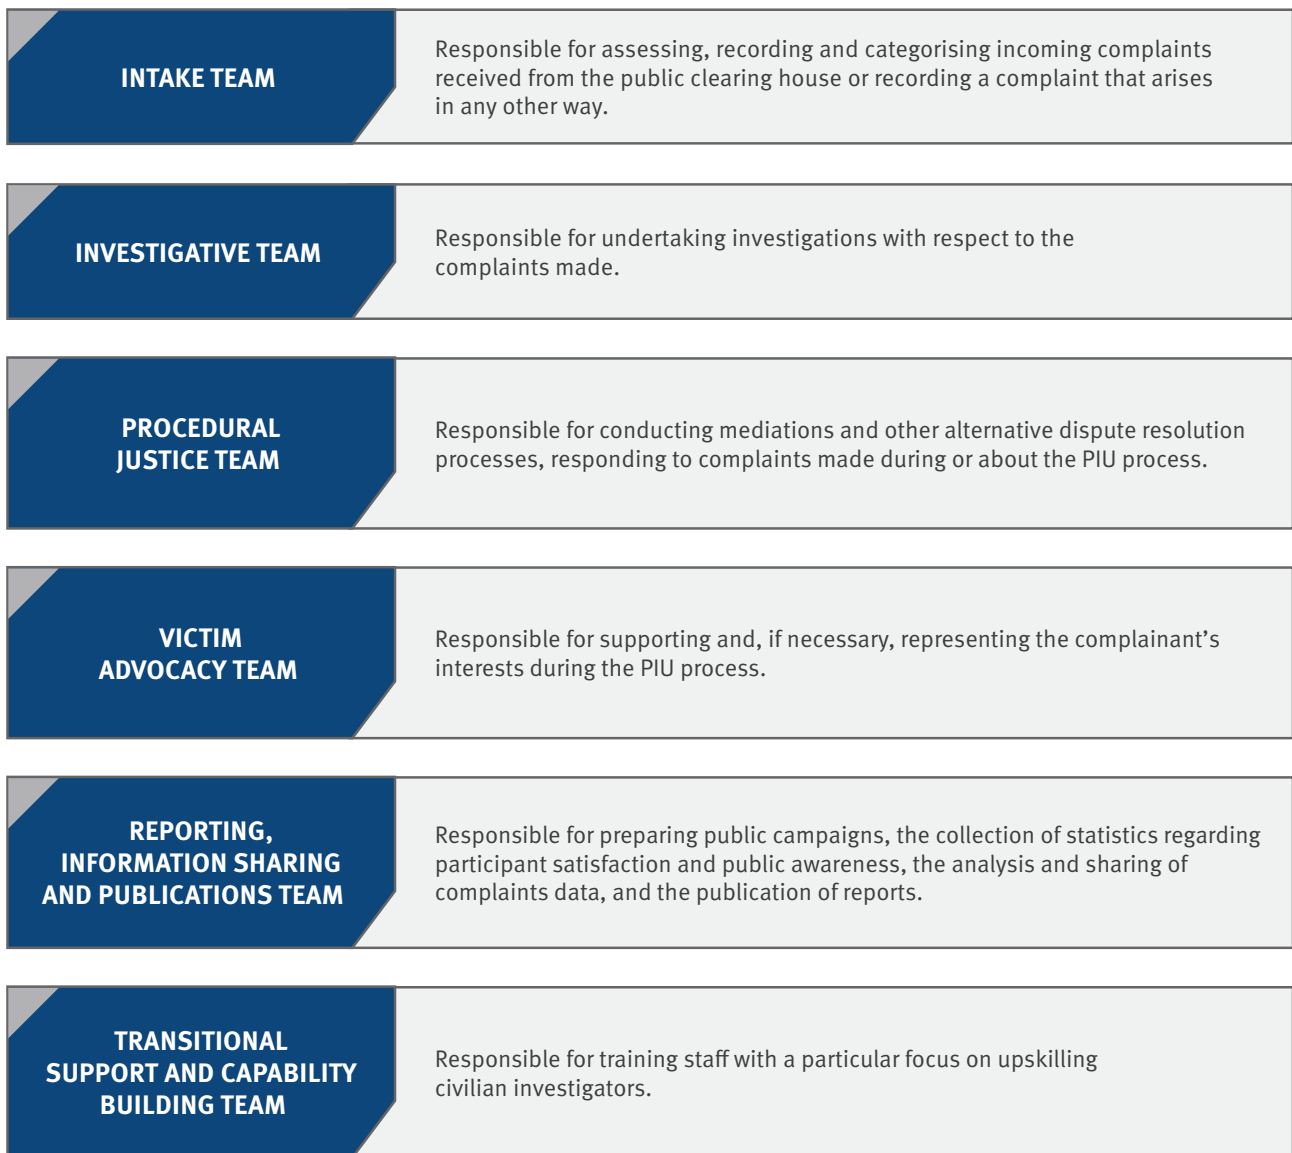 INTAKE TEAM
Responsible for assessing, recording and categorising incoming complaints
received from the public clearing house or recording a complaint that arises
in any other way.
INVESTIGATIVE TEAM
Responsible for undertaking investigations with respect to the
complaints made.
PROCEDURAL
JUSTICE TEAM
Responsible for conducting mediations and other alternative dispute resolution
processes, responding to complaints made during or about the PIU process.
VICTIM
ADVOCACY TEAM
Responsible for supporting and, if necessary, representing the complainant’s
interests during the PIU process.
REPORTING,
INFORMATION SHARING
AND PUBLICATIONS TEAM
Responsible for preparing public campaigns, the collection of statistics regarding
participant satisfaction and public awareness, the analysis and sharing of
complaints data, and the publication of reports.
TRANSITIONAL
SUPPORT AND CAPABILITY
BUILDING TEAM
Responsible for training staff with a particular focus on upskilling
civilian investigators.